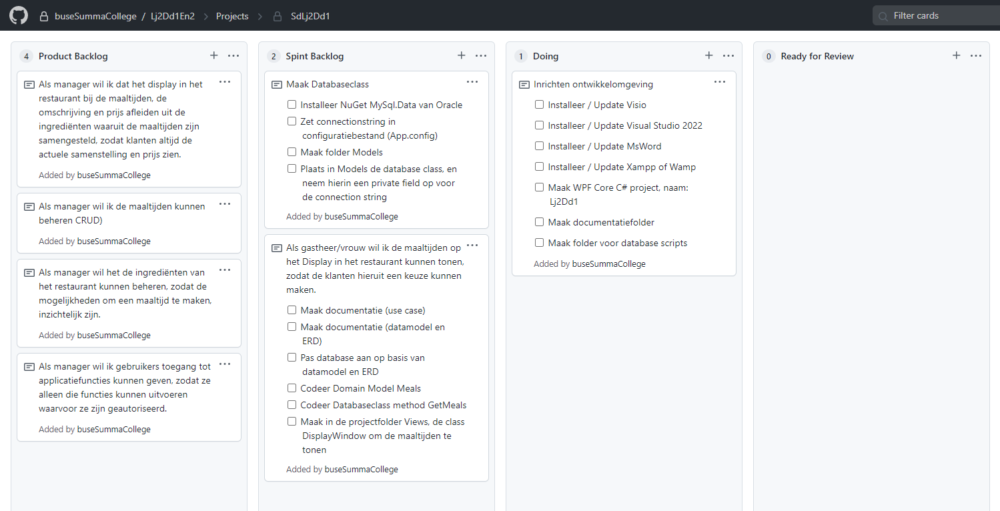 buseSummaCollege / Lj2Dd1En2 Projects SdLj2Dd1
Filter cards
4 Product Backlog
Als manager wil ik dat het display in het
restaurant bij de maaltijden, de
omschrijving en prijs afleiden uit de
ingrediënten waaruit de maaltijden zijn
samengesteld, zodat klanten altijd de
actuele samenstelling en prijs zien.
Added by buseSummaCollege
Als manager wil ik de maaltijden kunnen
beheren CRUD)
Added by buseSummaCollege
Als manager wil het de ingrediënten van
het restaurant kunnen beheren, zodat de
mogelijkheden om een maaltijd te maken,
inzichtelijk zijn.
Added by buseSummaCollege
Als manager wil ik gebruikers toegang tot
applicatiefuncties kunnen geven, zodat ze
alleen die functies kunnen uitvoeren
waarvoor ze zijn geautoriseerd.
Added by buseSummaCollege
2 Spint Backlog
Maak Databaseclass
Installeer NuGet MySql.Data van Oracle
Zet connectionstring in
configuratiebestand (App.config)
Maak folder Models
Plaats in Models de database class, en
neem hierin een private field op voor
de connection string
Added by buseSummaCollege
Als gastheer/vrouw wil ik de maaltijden op
het Display in het restaurant kunnen tonen,
zodat de klanten hieruit een keuze kunnen
maken.
Maak documentatie (use case)
Maak documentatie (datamodel en
ERD)
Pas database aan op basis van
datamodel en ERD
Codeer Domain Model Meals
Codeer Databaseclass method GetMeals
Maak in de projectfolder Views, de class
DisplayWindow om de maaltijden te
tonen
Added by buseSummaCollege
1 Doing
Inrichten ontwikkelomgeving
Installeer / Update Visio
Installeer / Update Visual Studio 2022
Installeer / Update MsWord
Installeer / Update Xampp of Wamp
Maak WPF Core C# project, naam:
Lj2Dd1
Maak documentatiefolder
Maak folder voor database scripts
Added by buseSummaCollege
0 Ready for Review